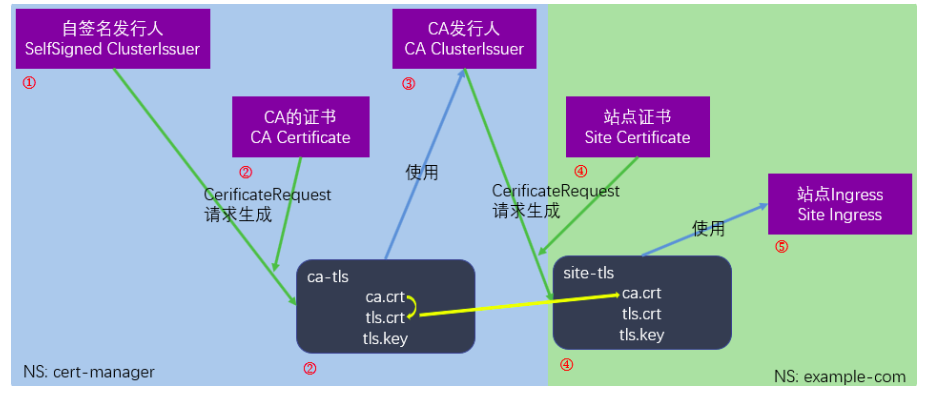 自签名发行人
SelfSigned ClusterIssuer
①
CA发行人
CA ClusterIssuer
③
CA的证书
CA Certificate
②
站点证书
Site Certificate
④
CerificateRequest
请求生成
使用
CerificateRequest
请求生成
站点Ingress
Site Ingress
⑤
使用
ca-tls
ca.crt
tls.crt
tls.key
②
site-tls
ca.crt
tls.crt
tls.key
④
NS: cert-manager
NS: example-com